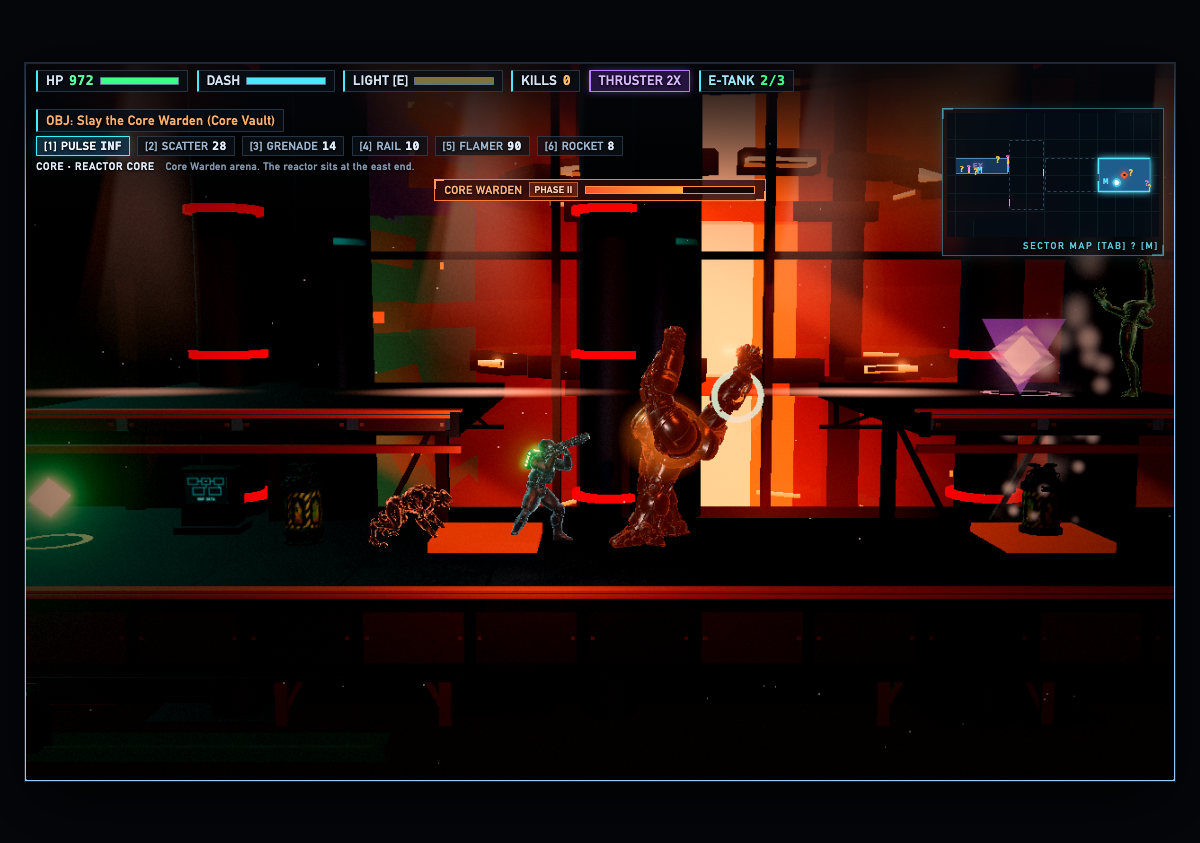 HP 972 DASH LIGHT [E] KILLS 0 THRUSTER 2X E-TANK 2/3
OBJ: Slay the Core Warden (Core Vault)
[1] PULSE INF [2] SCATTER 28 [3] GRENADE 14 [4] RAIL 10 [5] FLAMER 90 [6] ROCKET 8
CORE · REACTOR CORE Core Warden arena. The reactor sits at the east end.
CORE WARDEN PHASE II
M
SECTOR MAP [TAB] ? [M]